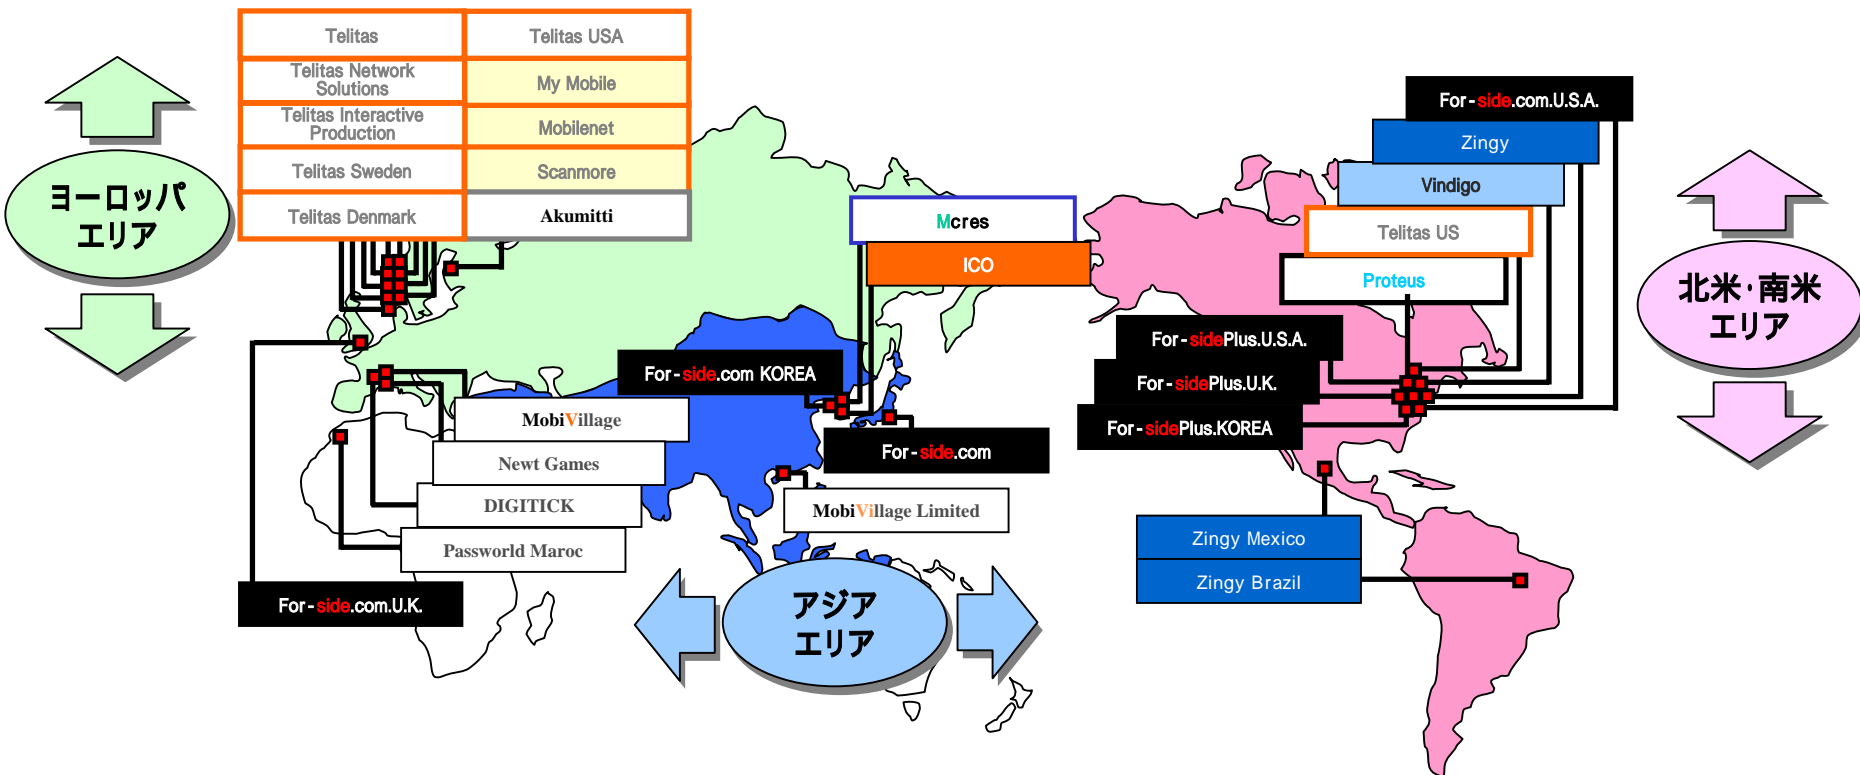 Telitas
Telitas USA
Telitas Network
Solutions
My Mobile
Telitas Interactive
Production
Mobilenet
Telitas Sweden
Scanmore
Telitas Denmark
Akumitti
ヨーロッパ
エリア
For-side.com.U.S.A.
Zingy
Vindigo
Telitas US
Proteus
Mcres
ICO
北米・南米
エリア
For-sidePlus.U.S.A.
For-sidePlus.U.K.
For-sidePlus.KOREA
For-side.com KOREA
For-side.com
MobiVillage
Newt Games
DIGITICK
Passworld Maroc
MobiVillage Limited
For-side.com.U.K.
アジア
エリア
Zingy Mexico
Zingy Brazil